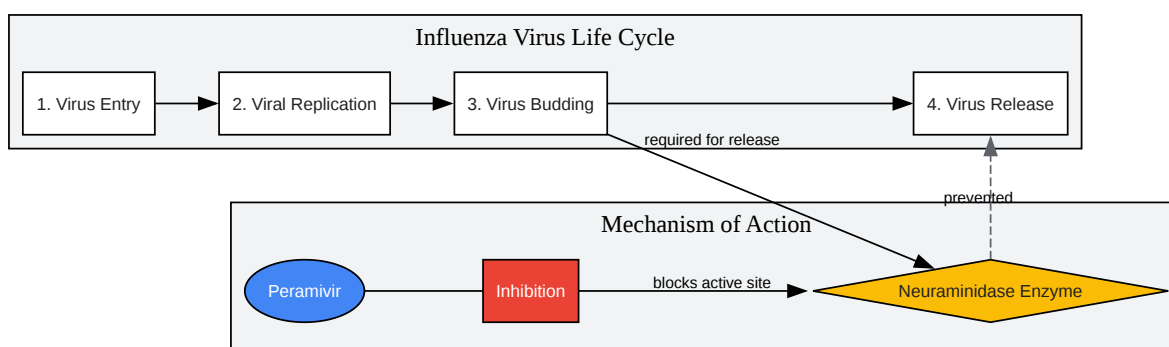 Influenza Virus Life Cycle
1. Virus Entry
2. Viral Replication
3. Virus Budding
4. Virus Release
required for release
prevented
Mechanism of Action
Peramivir
Inhibition
blocks active site
Neuraminidase Enzyme